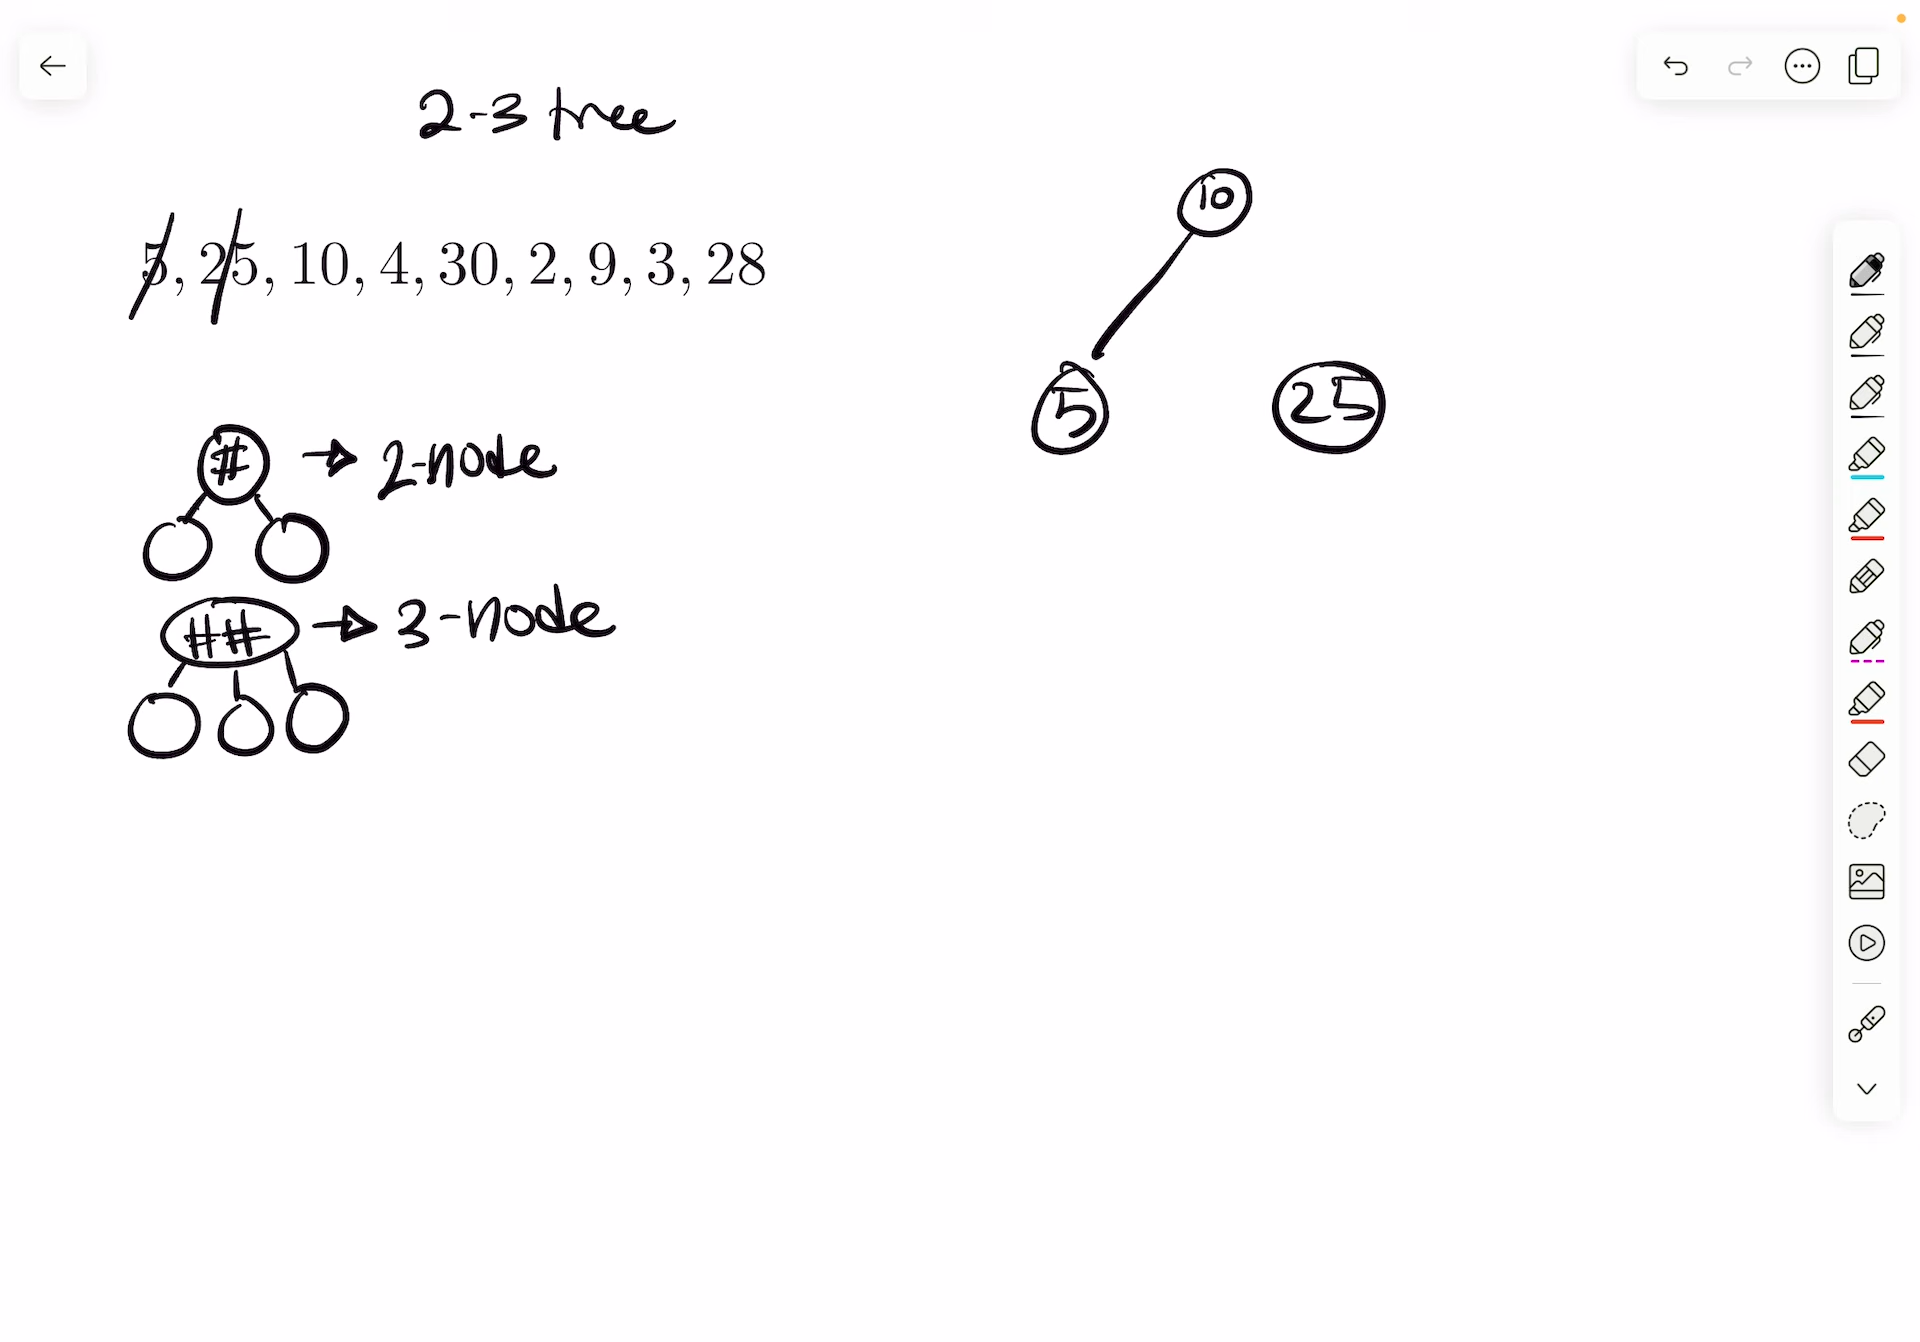 2-3 tree
5, 25, 10, 4, 30, 2, 9, 3, 28
10
5
25
# → 2-node
## → 3-node